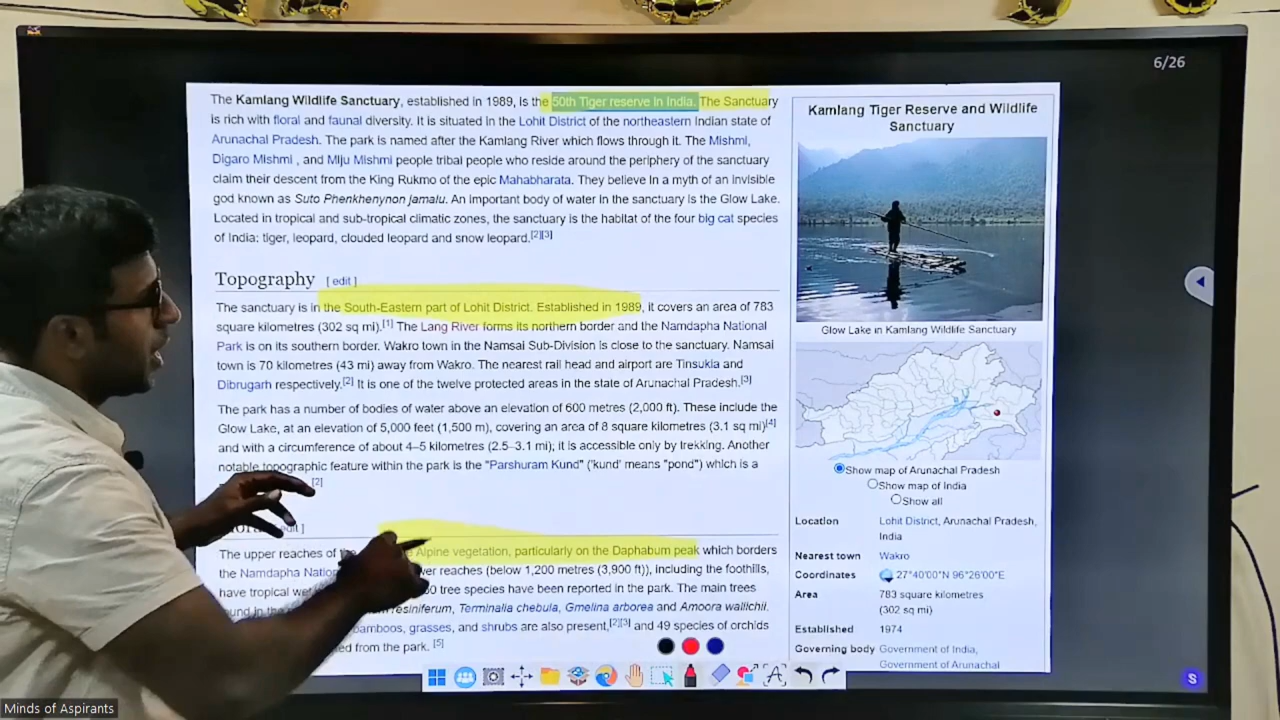 6/26
The Kamlang Wildlife Sanctuary, established in 1989, is the 50th Tiger reserve in India. The Sanctuary
is rich with floral and faunal diversity. It is situated in the Lohit District of the northeastern Indian state of
Arunachal Pradesh. The park is named after the Kamlang River which flows through it. The Mishmi,
Digaro Mishmi , and Miju Mishmi people tribal people who reside around the periphery of the sanctuary
claim their descent from the King Rukmo of the epic Mahabharata. They believe in a myth of an invisible
god known as Suto Phenkhenynon jamalu. An important body of water in the sanctuary is the Glow Lake.
Located in tropical and sub-tropical climatic zones, the sanctuary is the habitat of the four big cat species
of India: tiger, leopard, clouded leopard and snow leopard.[2][3]
Topography [ edit ]
The sanctuary is in the South-Eastern part of Lohit District. Established in 1989, it covers an area of 783
square kilometres (302 sq mi).[1] The Lang River forms its northern border and the Namdapha National
Park is on its southern border. Wakro town in the Namsai Sub-Division is close to the sanctuary. Namsai
town is 70 kilometres (43 mi) away from Wakro. The nearest rail head and airport are Tinsukia and
Dibrugarh respectively.[2] It is one of the twelve protected areas in the state of Arunachal Pradesh.[3]
The park has a number of bodies of water above an elevation of 600 metres (2,000 ft). These include the
Glow Lake, at an elevation of 5,000 feet (1,500 m), covering an area of 8 square kilometres (3.1 sq mi)[4]
and with a circumference of about 4–5 kilometres (2.5–3.1 mi); it is accessible only by trekking. Another
notable topographic feature within the park is the "Parshuram Kund" ('kund' means "pond") which is a
[2]
edit ]
The upper reaches of Alpine vegetation, particularly on the Daphabum peak which borders
the Namdapha reaches (below 1,200 metres (3,900 ft)), including the foothills,
have tropical tree species have been reported in the park. The main trees
found in the resiniferum, Terminalia chebula, Gmelina arborea and Amoora wallichii.
bamboos, grasses, and shrubs are also present,[2][3] and 49 species of orchids
from the park. [5]
Kamlang Tiger Reserve and Wildlife
Sanctuary
Glow Lake in Kamlang Wildlife Sanctuary
Show map of Arunachal Pradesh
Show map of India
Show all
Location Lohit District, Arunachal Pradesh,
India
Nearest town Wakro
Coordinates 27°40′00″N 96°26′00″E
Area 783 square kilometres
(302 sq mi)
Established 1974
Governing body Government of India,
Government of Arunachal
A
S
Minds of Aspirants